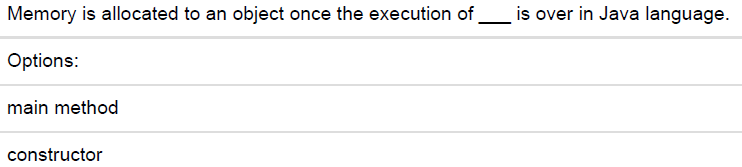 Memory is allocated to an object once the execution of ___ is over in Java language.
Options:
main method
constructor